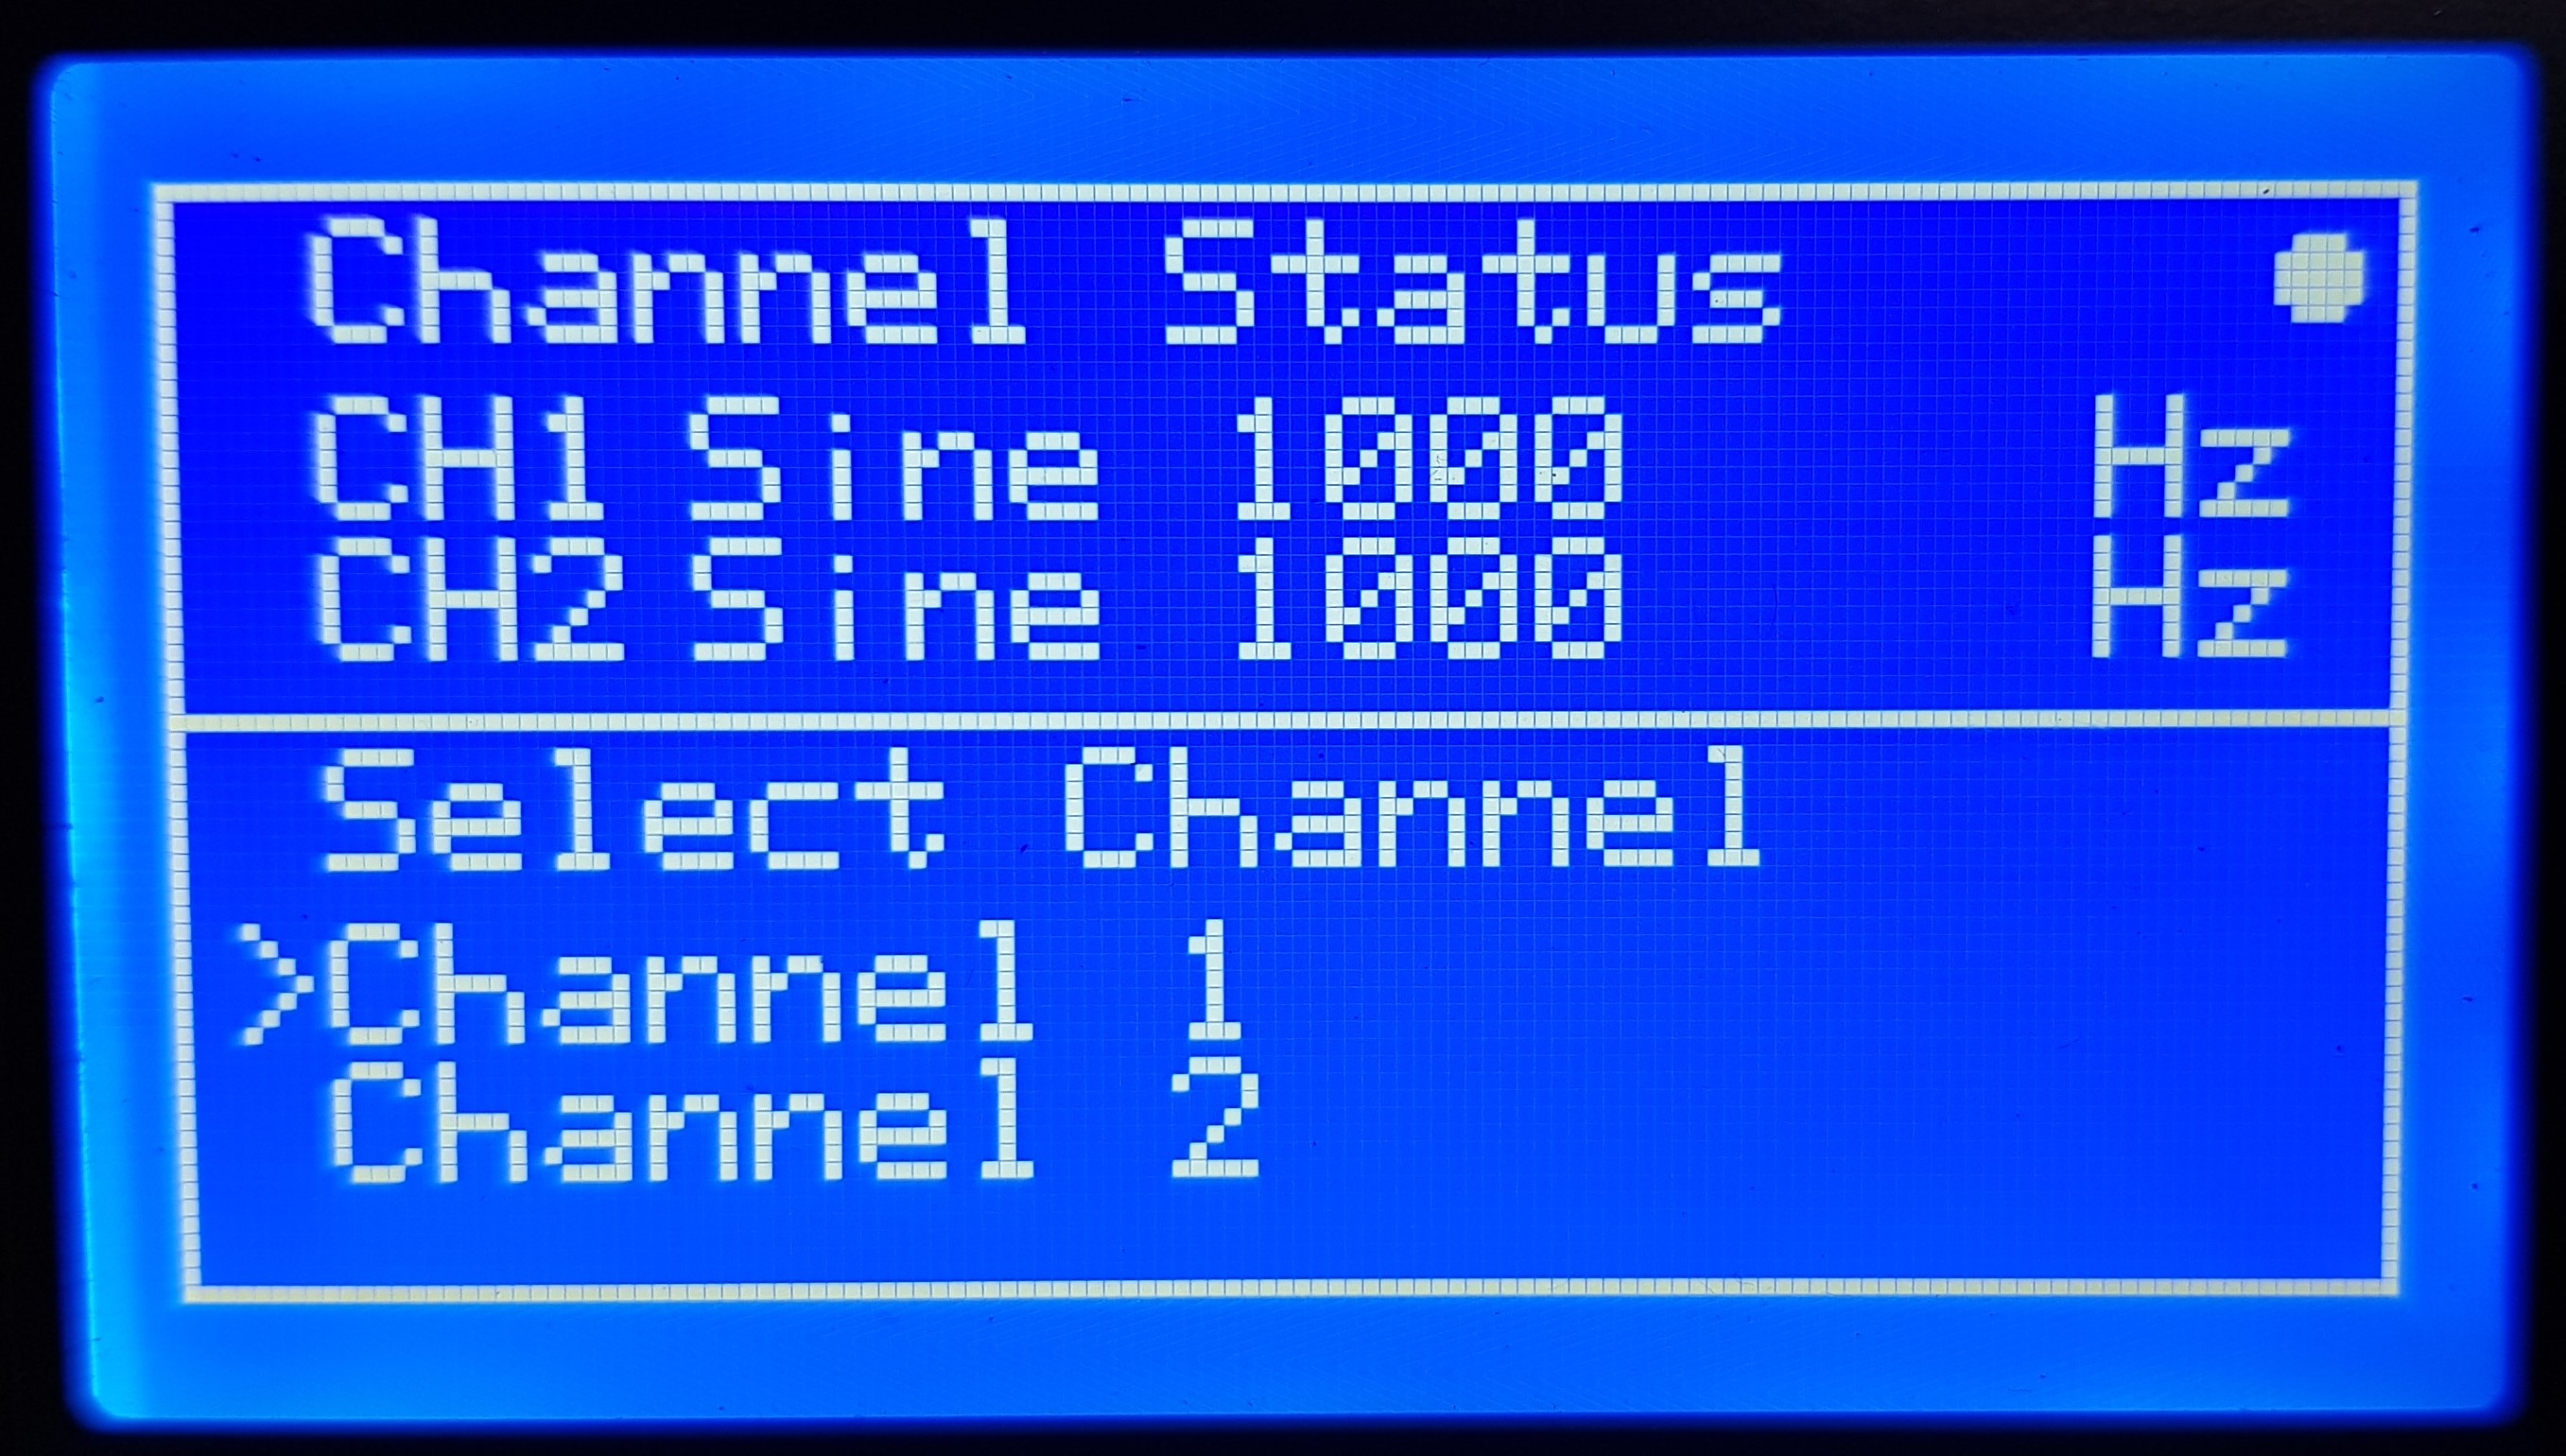 Channel Status
CH1 Sine 1000 Hz
CH2 Sine 1000 Hz
Select Channel
>Channel 1
Channel 2